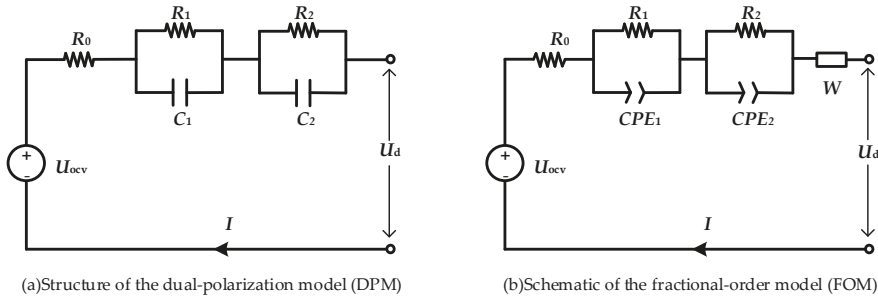 R₁
R₂
R₀
C₁
C₂
+
-
uocv
ud
I
(a)Structure of the dual-polarization model (DPM)
R₁
R₂
R₀
W
CPE₁
CPE₂
+
-
uocv
ud
I
(b)Schematic of the fractional-order model (FOM)